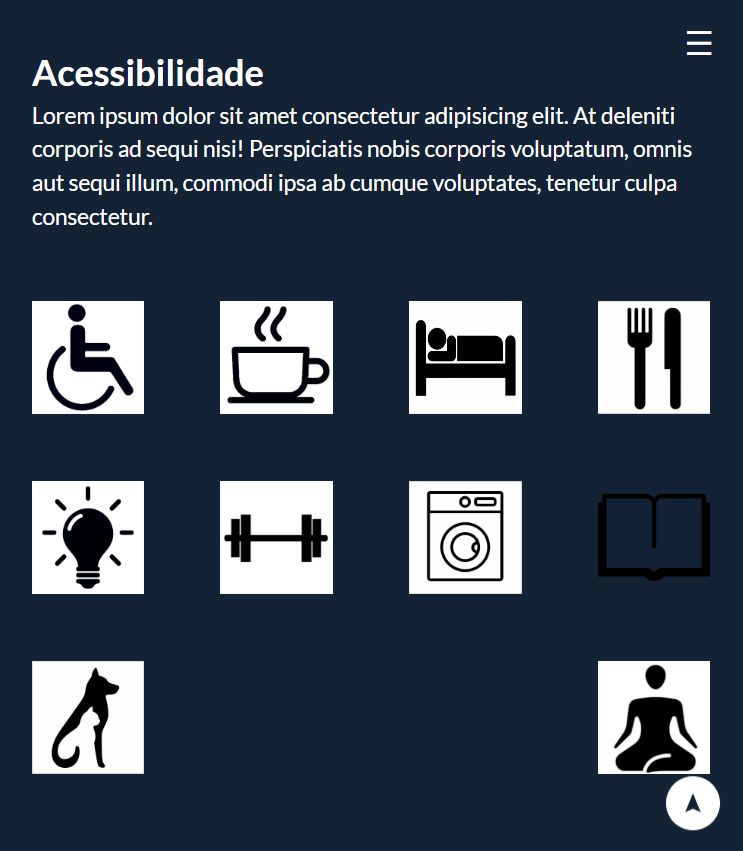 Acessibilidade
Lorem ipsum dolor sit amet consectetur adipisicing elit. At deleniti
corporis ad sequi nisi! Perspiciatis nobis corporis voluptatum, omnis
aut sequi illum, commodi ipsa ab cumque voluptates, tenetur culpa
consectetur.